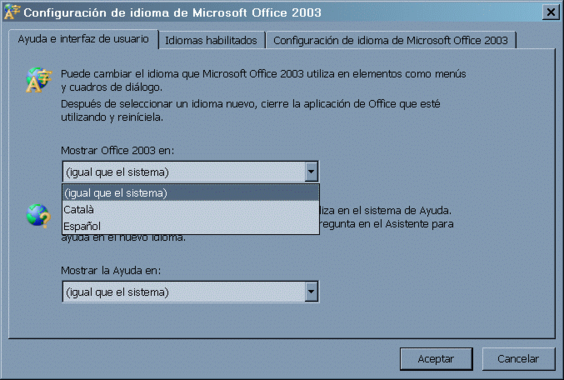 Configuración de idioma de Microsoft Office 2003
Ayuda e interfaz de usuario
Idiomas habilitados
Configuración de idioma de Microsoft Office 2003
Puede cambiar el idioma que Microsoft Office 2003 utiliza en elementos como menús
y cuadros de diálogo.
Después de seleccionar un idioma nuevo, cierre la aplicación de Office que esté
utilizando y reiníciela.
Mostrar Office 2003 en:
(igual que el sistema)
(igual que el sistema)
Català
Español
liza en el sistema de Ayuda.
regunta en el Asistente para
ayuda en el nuevo idioma.
Mostrar la Ayuda en:
(igual que el sistema)
Aceptar
Cancelar